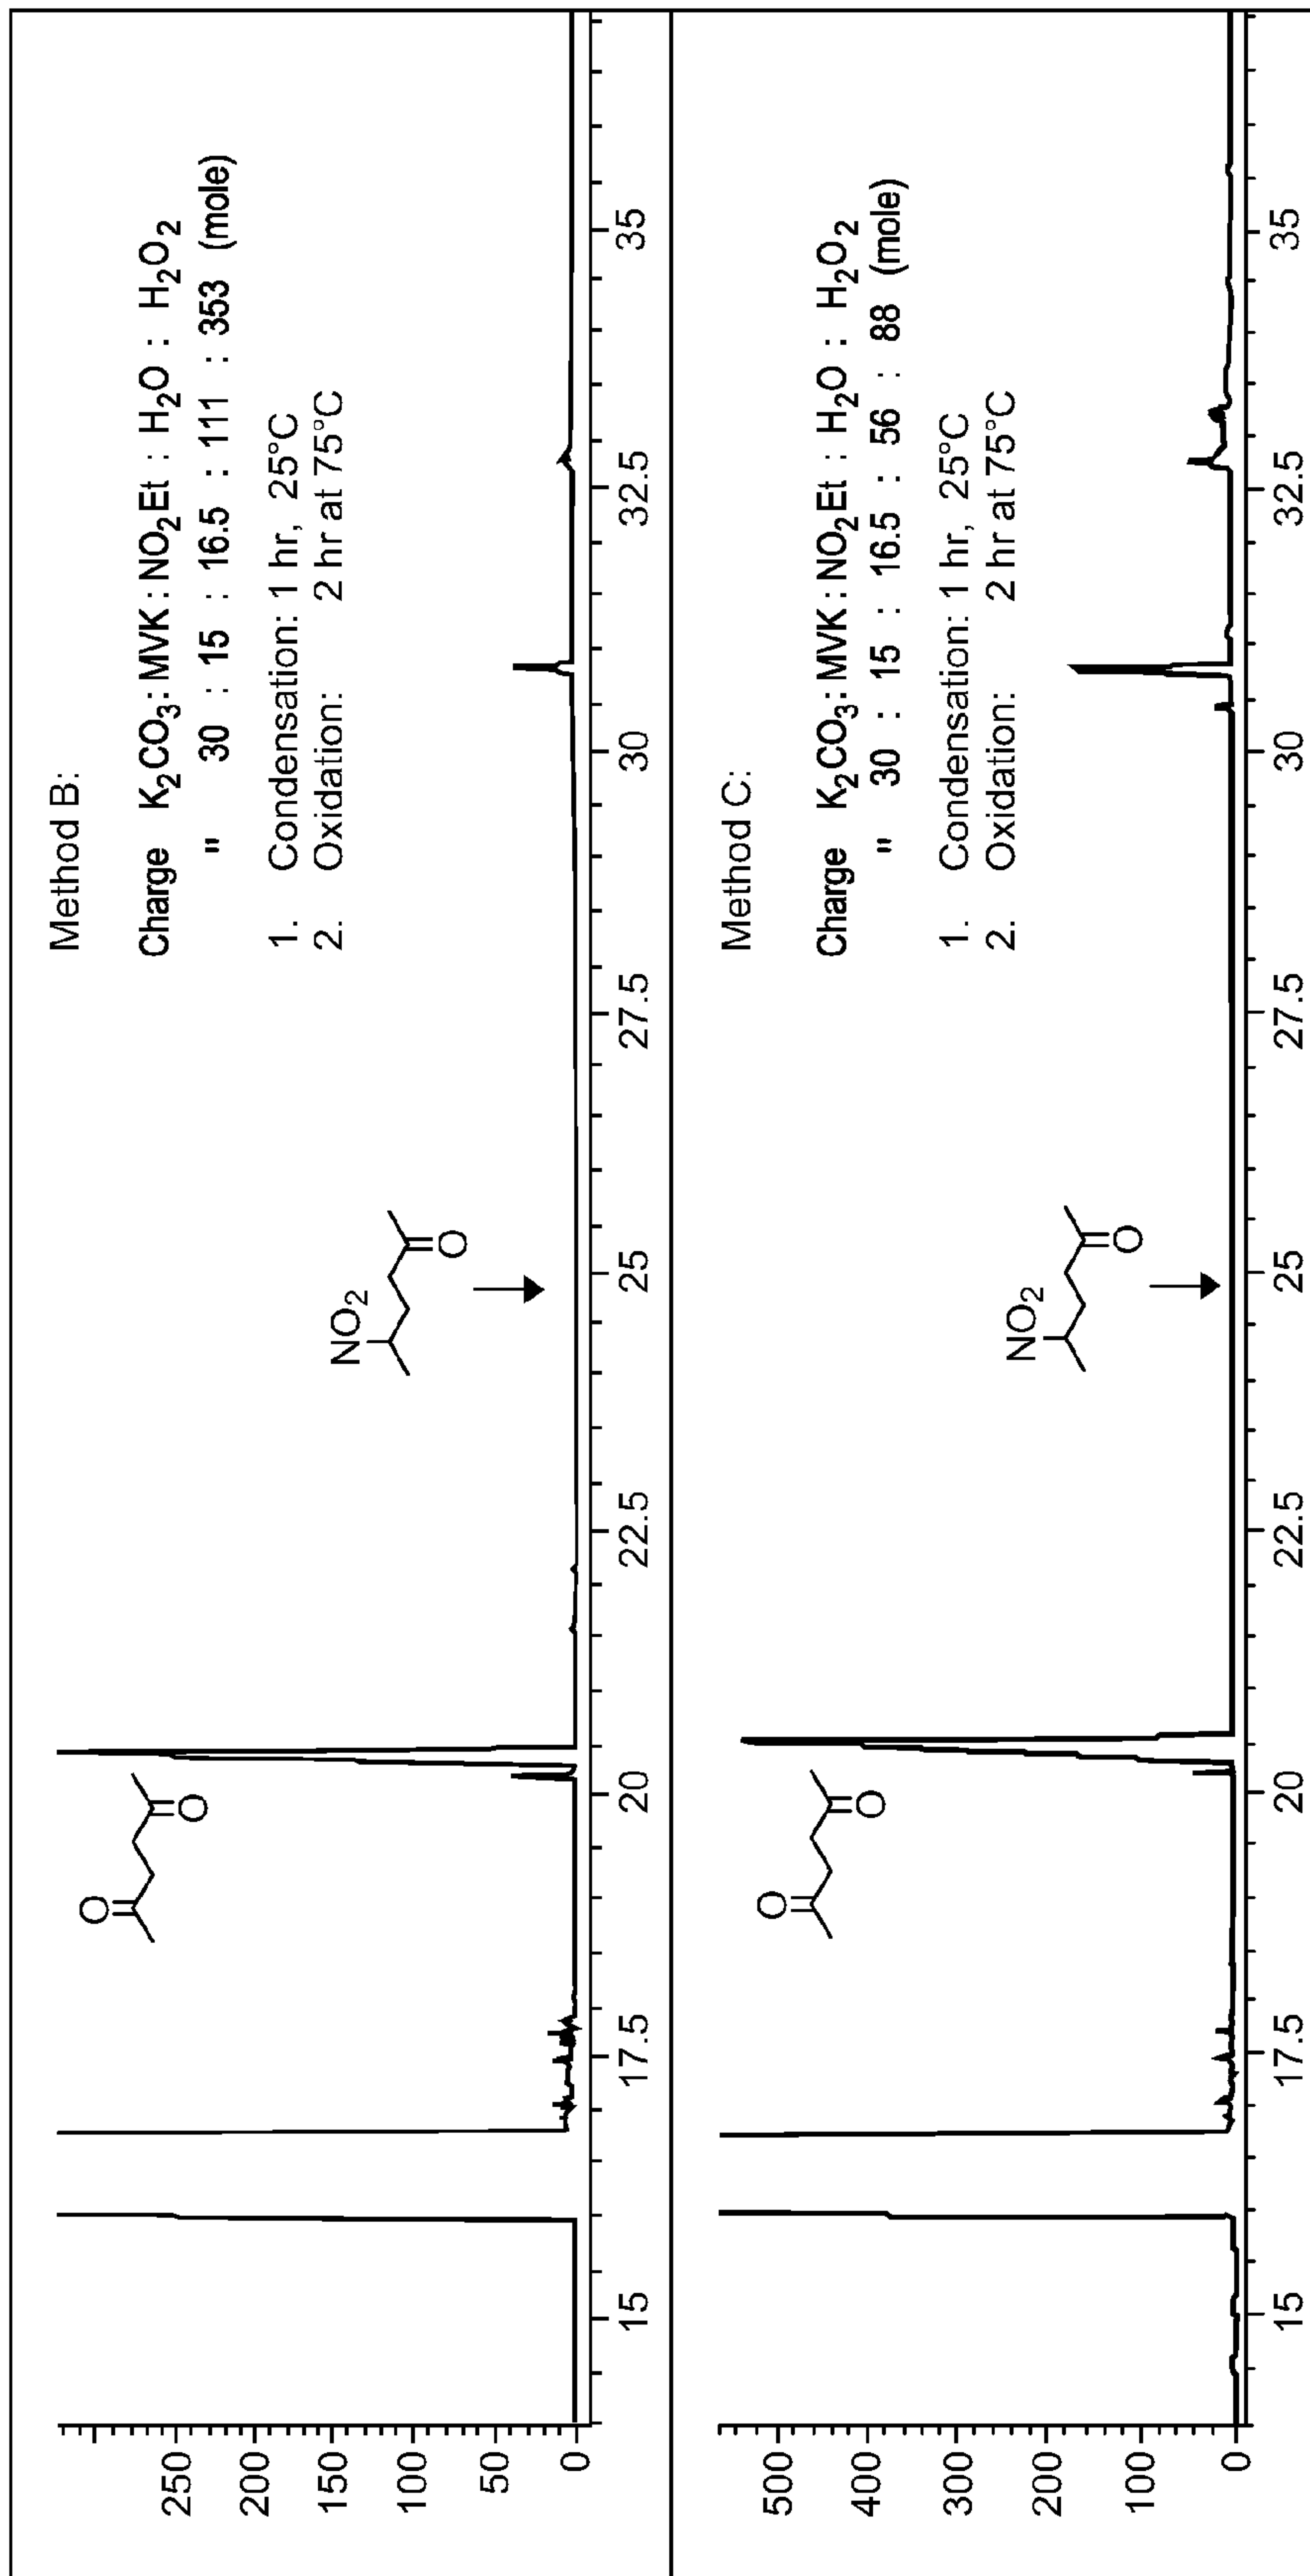 Method B:
Charge K₂CO₃ : MVK : NO₂Et : H₂O : H₂O₂
" 30 : 15 : 16.5 : 111 : 353 (mole)
1. Condensation: 1 hr, 25°C
2. Oxidation: 2 hr at 75°C
O
O
NO₂
O
250
200
150
100
50
0
15 17.5 20 22.5 25 27.5 30 32.5 35
Method C:
Charge K₂CO₃ : MVK : NO₂Et : H₂O : H₂O₂
" 30 : 15 : 16.5 : 56 : 88 (mole)
1. Condensation: 1 hr, 25°C
2. Oxidation: 2 hr at 75°C
O
O
NO₂
O
500
400
300
200
100
0
15 17.5 20 22.5 25 27.5 30 32.5 35